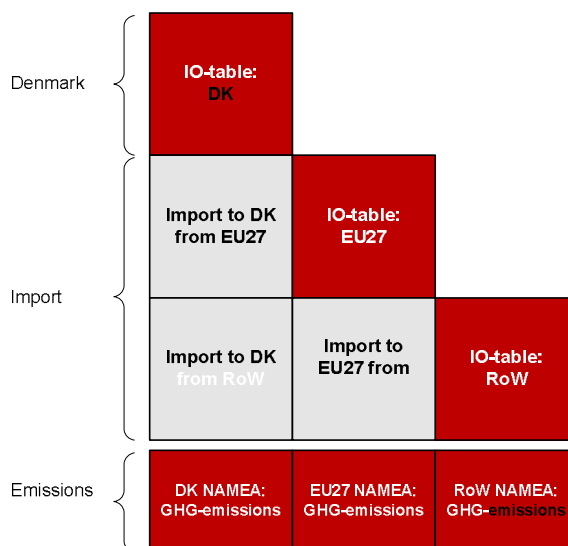 Denmark
IO-table:
DK
Import
Import to DK
from EU27
IO-table:
EU27
Import to DK
from RoW
Import to
EU27 from
IO-table:
RoW
Emissions
DK NAMEA:
GHG-emissions
EU27 NAMEA:
GHG-emissions
RoW NAMEA:
GHG-emissions